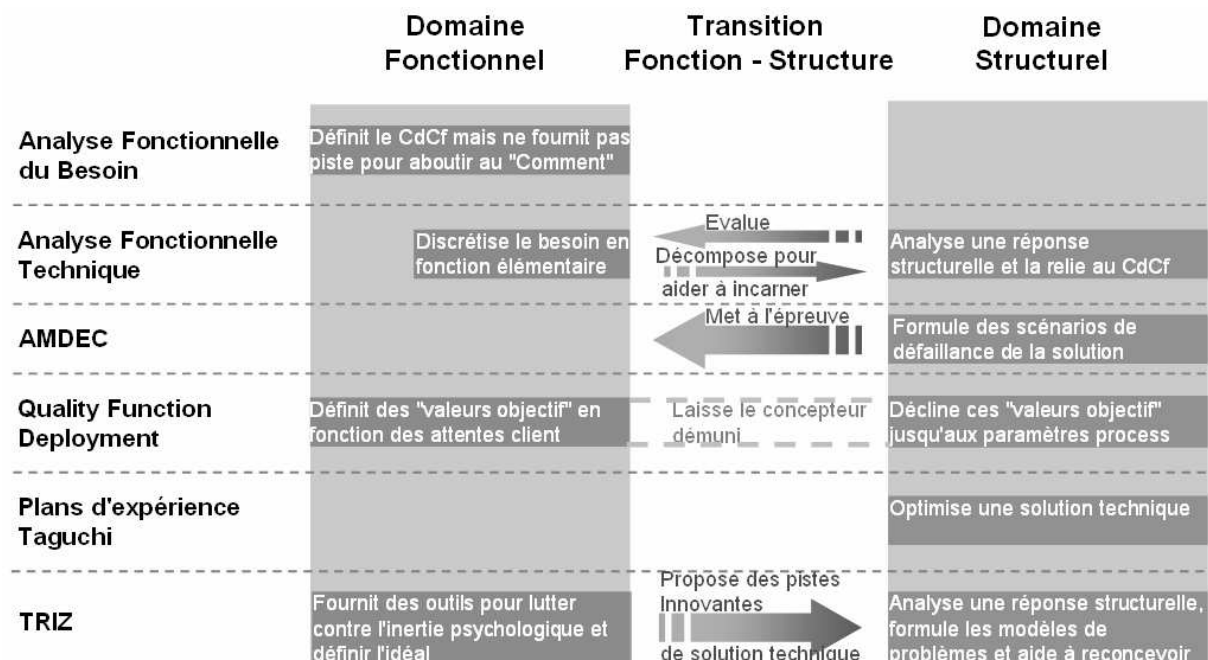 Domaine
Fonctionnel
Transition
Fonction - Structure
Domaine
Structurel
Analyse Fonctionnelle
du Besoin
Définit le CdCf mais ne fournit pas
piste pour aboutir au "Comment"
Analyse Fonctionnelle
Technique
Discrétise le besoin en
fonction élémentaire
Evalue
Décompose pour
aider à incarner
Analyse une réponse
structurelle et la relie au CdCf
AMDEC
Met à l'épreuve
Formule des scénarios de
défaillance de la solution
Quality Function
Deployment
Définit des "valeurs objectif" en
fonction des attentes client
Laisse le concepteur
démuni
Décline ces "valeurs objectif"
jusqu'aux paramètres process
Plans d'expérience
Taguchi
Optimise une solution technique
TRIZ
Fournit des outils pour lutter
contre l'inertie psychologique et
définir l'idéal
Propose des pistes
Innovantes
de solution technique
Analyse une réponse structurelle,
formule les modèles de
problèmes et aide à reconcevoir